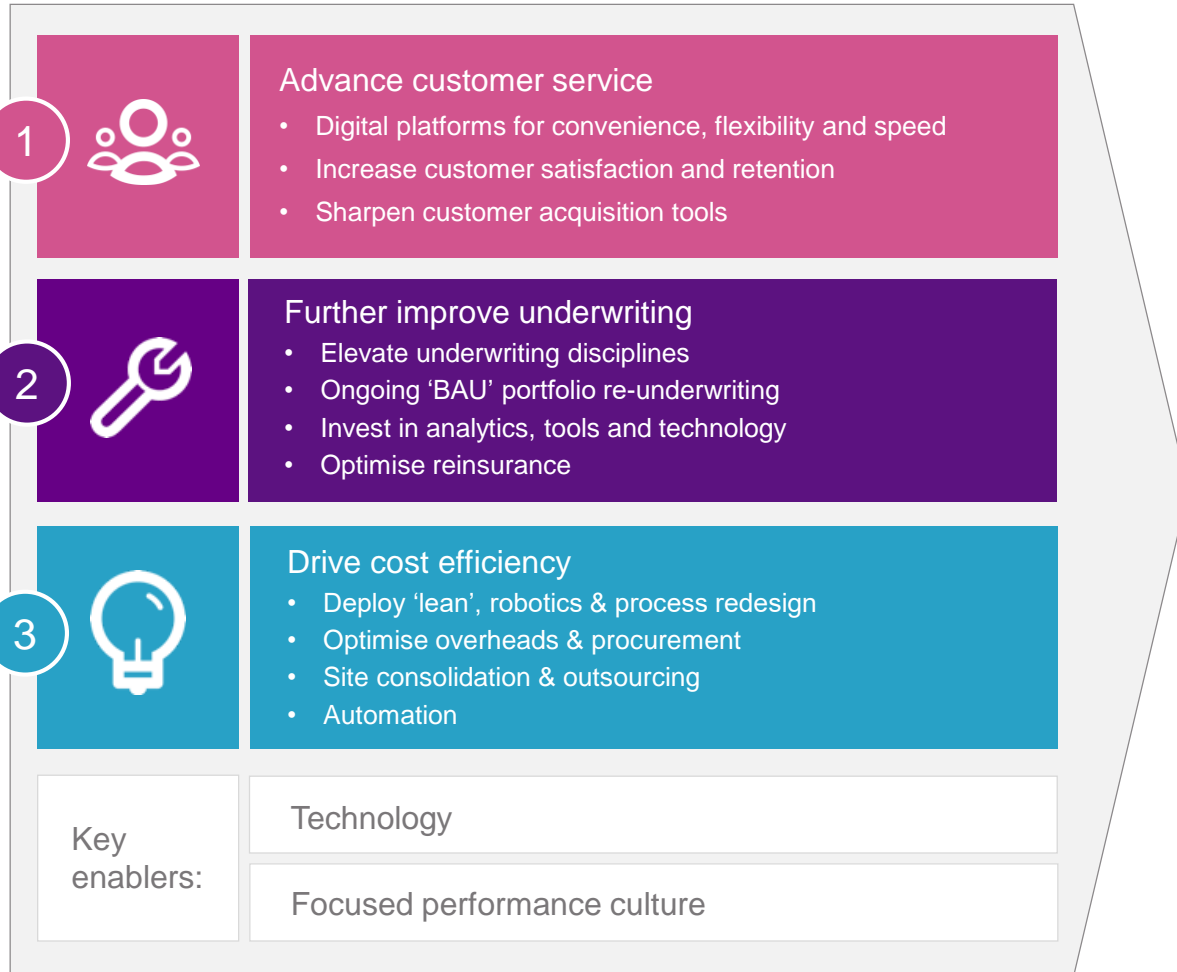 1
Advance customer service
• Digital platforms for convenience, flexibility and speed
• Increase customer satisfaction and retention
• Sharpen customer acquisition tools
2
Further improve underwriting
• Elevate underwriting disciplines
• Ongoing ‘BAU’ portfolio re-underwriting
• Invest in analytics, tools and technology
• Optimise reinsurance
3
Drive cost efficiency
• Deploy ‘lean’, robotics & process redesign
• Optimise overheads & procurement
• Site consolidation & outsourcing
• Automation
Key
enablers:
Technology
Focused performance culture